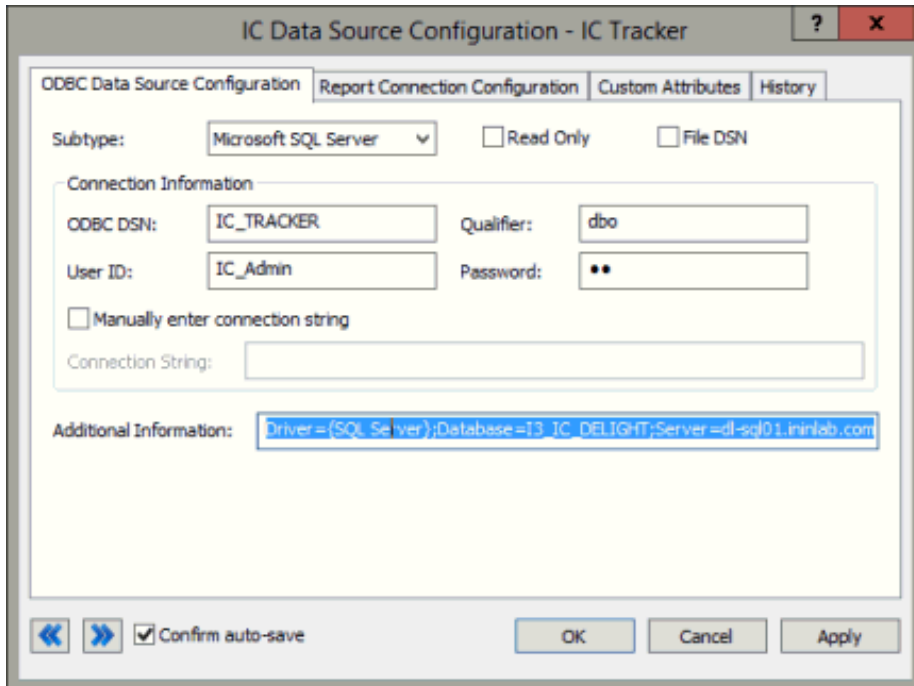 IC Data Source Configuration - IC Tracker
? x
ODBC Data Source Configuration Report Connection Configuration Custom Attributes History
Subtype: Microsoft SQL Server Read Only File DSN
Connection Information
ODBC DSN: IC_TRACKER Qualifier: dbo
User ID: IC_Admin Password: ••
Manually enter connection string
Connection String:
Additional Information: Driver={SQL Server};Database=I3_IC_DELIGHT;Server=dl-sql01.ininlab.com
Confirm auto-save OK Cancel Apply